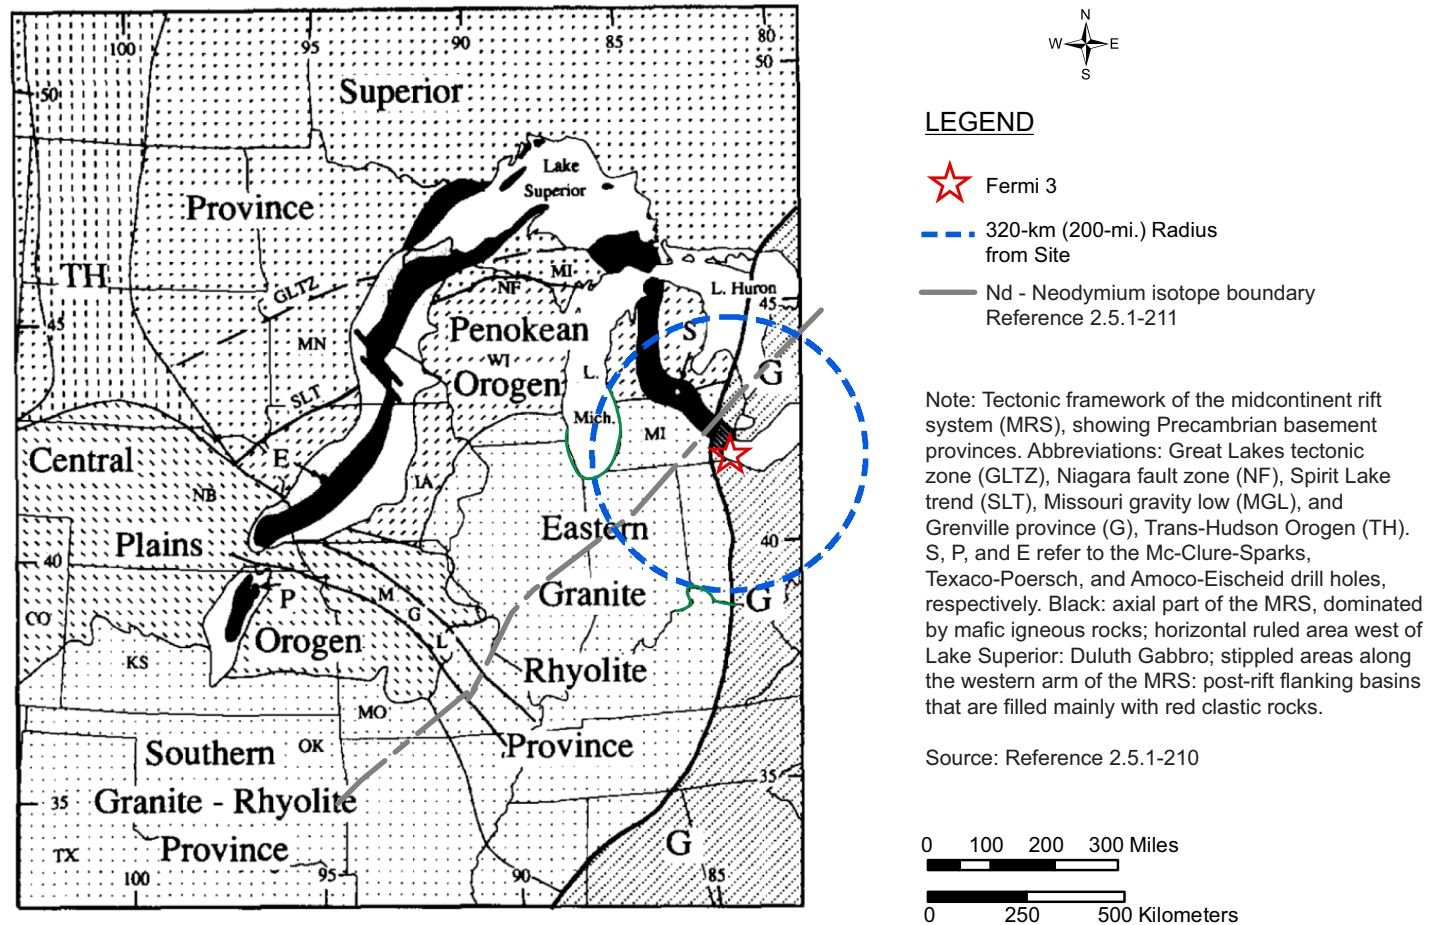 100
95
90
85
80
50
50
Superior
Lake
Superior
Province
TH
GLTZ
MI
NF
L. Huron
45
45
MN
Penokean
WI
Orogen
S
L.
G
SLT
Mich.
MI
Central
E
NB
IA
Plains
Eastern
40
40
P
M
G
L
Granite
G
CO
Orogen
KS
Rhyolite
MO
Southern
OK
Province
35
35
Granite - Rhyolite
TX
Province
G
100
95
90
85
N
W
E
S
LEGEND
Fermi 3
320-km (200-mi.) Radius
from Site
Nd - Neodymium isotope boundary
Reference 2.5.1-211
Note: Tectonic framework of the midcontinent rift
system (MRS), showing Precambrian basement
provinces. Abbreviations: Great Lakes tectonic
zone (GLTZ), Niagara fault zone (NF), Spirit Lake
trend (SLT), Missouri gravity low (MGL), and
Grenville province (G), Trans-Hudson Orogen (TH).
S, P, and E refer to the Mc-Clure-Sparks,
Texaco-Poersch, and Amoco-Eischeid drill holes,
respectively. Black: axial part of the MRS, dominated
by mafic igneous rocks; horizontal ruled area west of
Lake Superior: Duluth Gabbro; stippled areas along
the western arm of the MRS: post-rift flanking basins
that are filled mainly with red clastic rocks.
Source: Reference 2.5.1-210
0 100 200 300 Miles
0 250 500 Kilometers